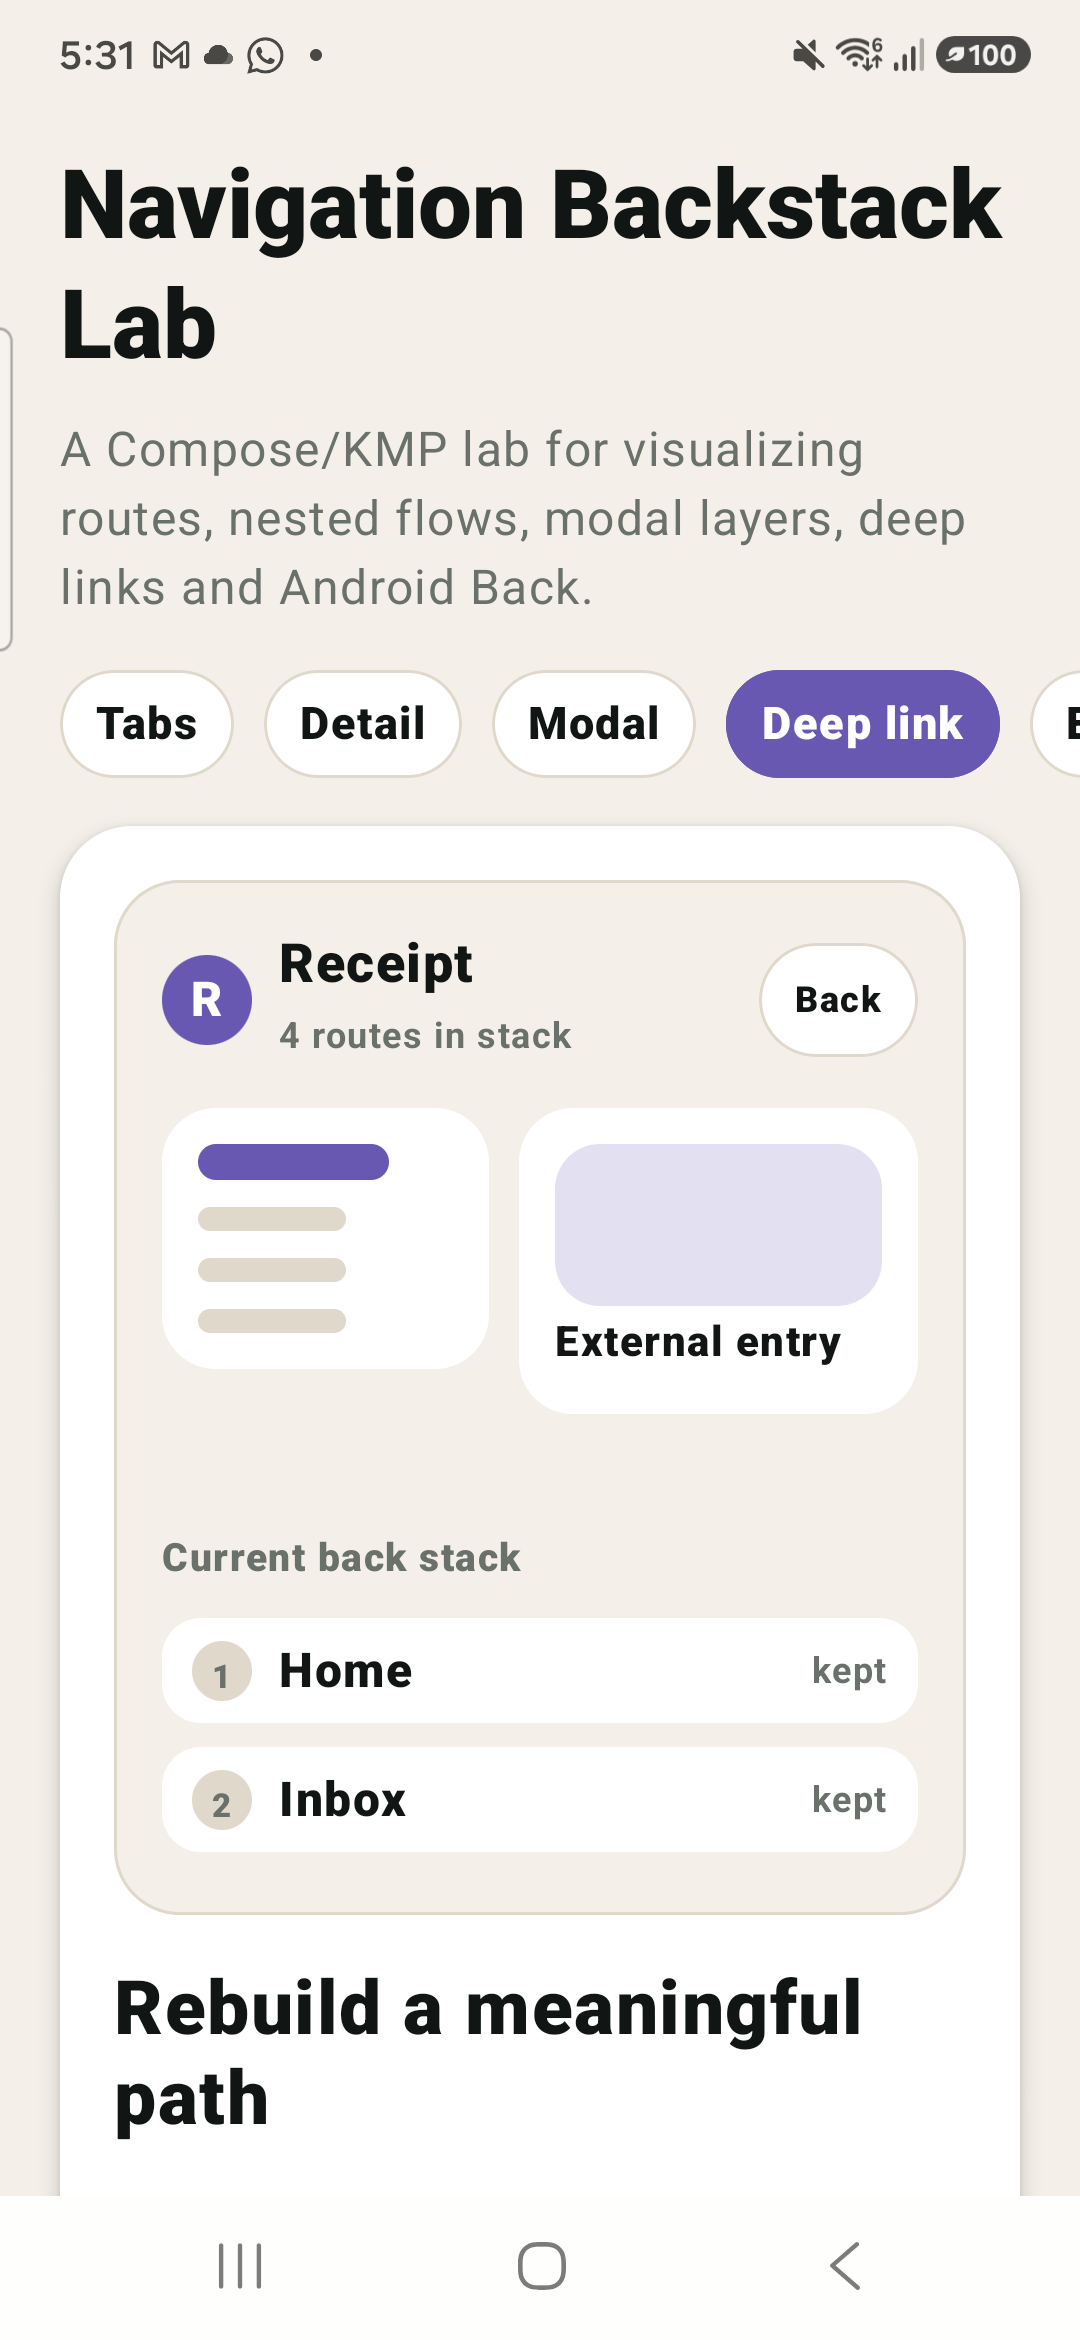 5:31
6
100
Navigation Backstack
Lab
A Compose/KMP lab for visualizing
routes, nested flows, modal layers, deep
links and Android Back.
Tabs
Detail
Modal
Deep link
R
Receipt
4 routes in stack
Back
External entry
Current back stack
1
Home
kept
2
Inbox
kept
Rebuild a meaningful
path